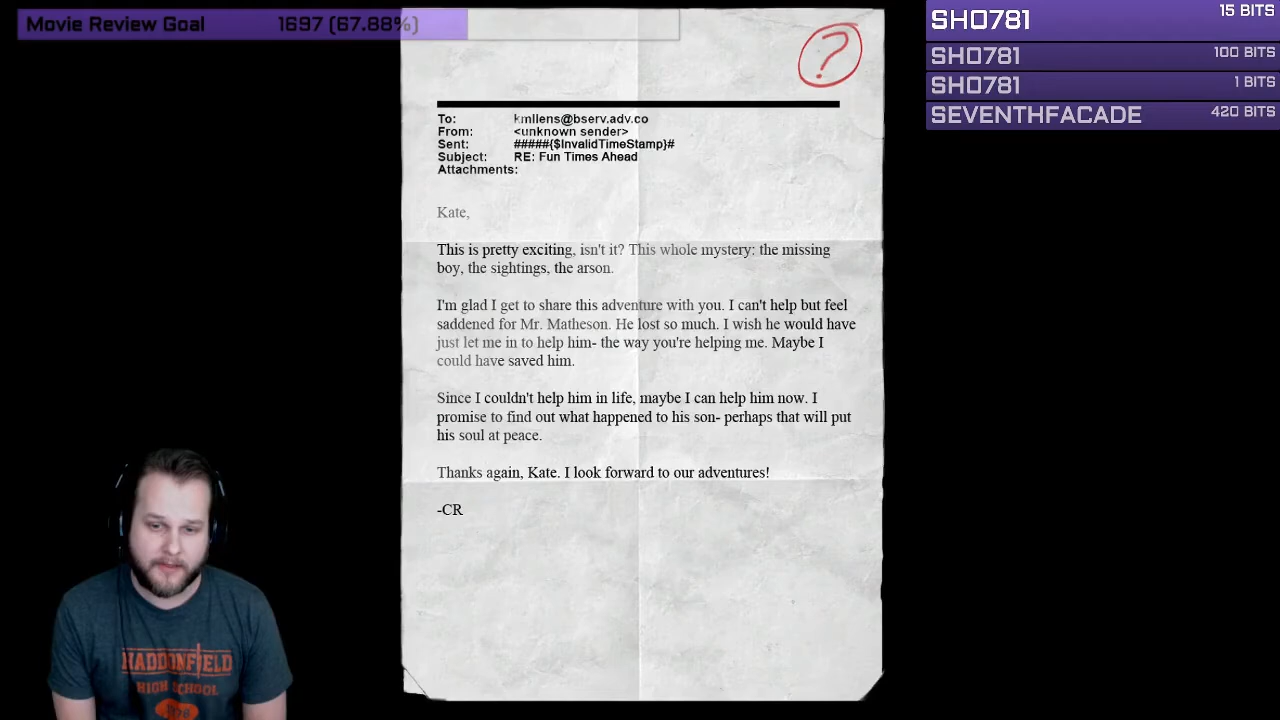 Movie Review Goal 1697 (67.88%)
SHO781 15 BITS
SHO781 100 BITS
SHO781 1 BITS
SEVENTHFACADE 420 BITS
?
To: kmllens@bserv.adv.co
From: <unknown sender>
Sent: #####{$InvalidTimeStamp}#
Subject: RE: Fun Times Ahead
Attachments:
Kate,
This is pretty exciting, isn't it? This whole mystery: the missing
boy, the sightings, the arson.
I'm glad I get to share this adventure with you. I can't help but feel
saddened for Mr. Matheson. He lost so much. I wish he would have
just let me in to help him- the way you're helping me. Maybe I
could have saved him.
Since I couldn't help him in life, maybe I can help him now. I
promise to find out what happened to his son- perhaps that will put
his soul at peace.
Thanks again, Kate. I look forward to our adventures!
-CR
HADDONFIELD
HIGH SCHOOL
1978